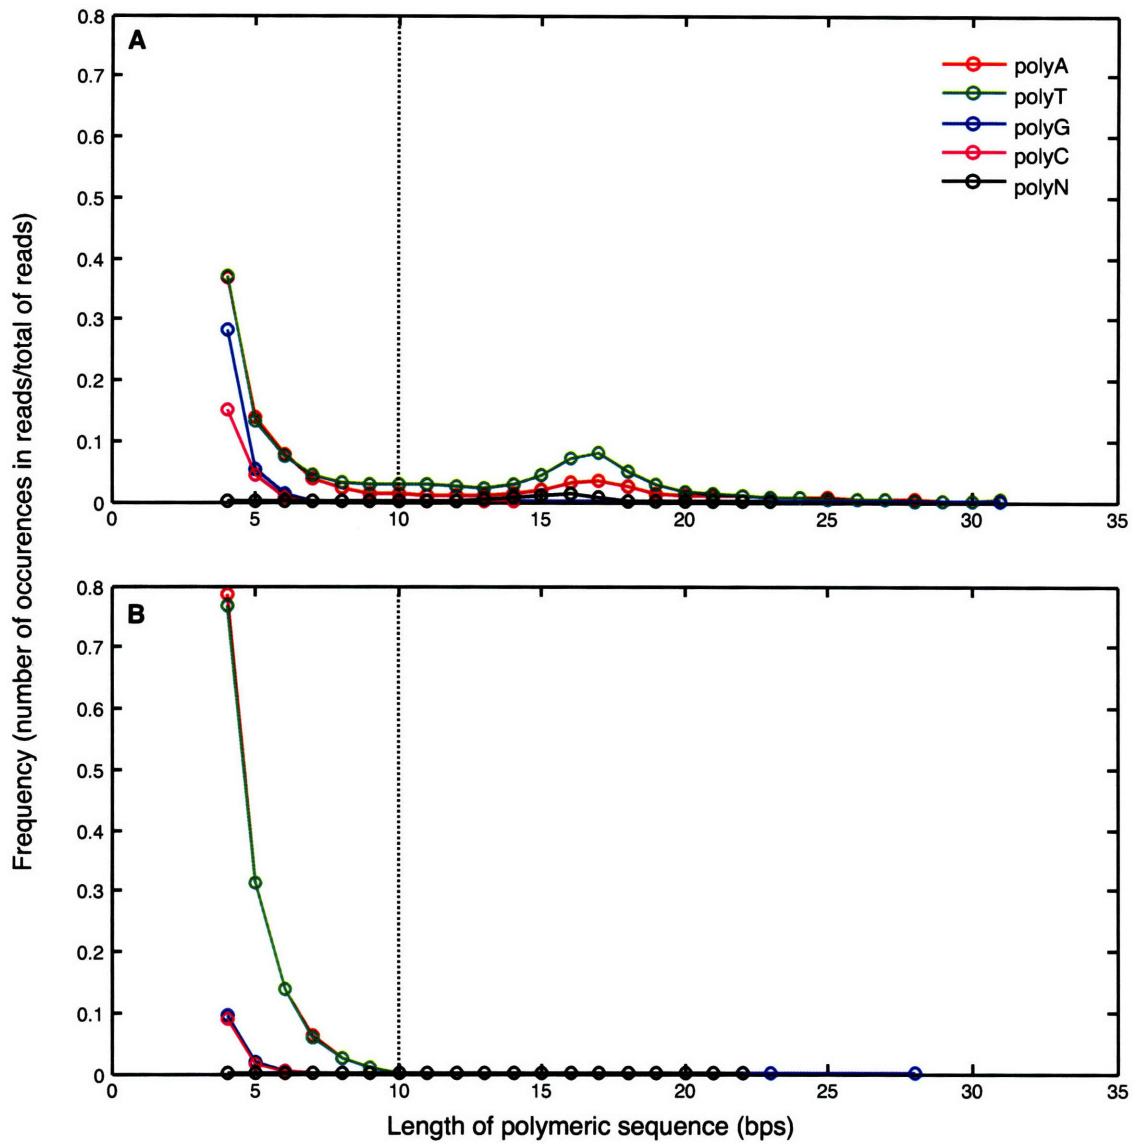 0.8
A
0.7
0.6
0.5
0.4
0.3
0.2
0.1
0
polyA
polyT
polyG
polyC
polyN
0 5 10 15 20 25 30 35
Frequency (number of occurences in reads/total of reads)
0.8
B
0.7
0.6
0.5
0.4
0.3
0.2
0.1
0
0 5 10 15 20 25 30 35
Length of polymeric sequence (bps)